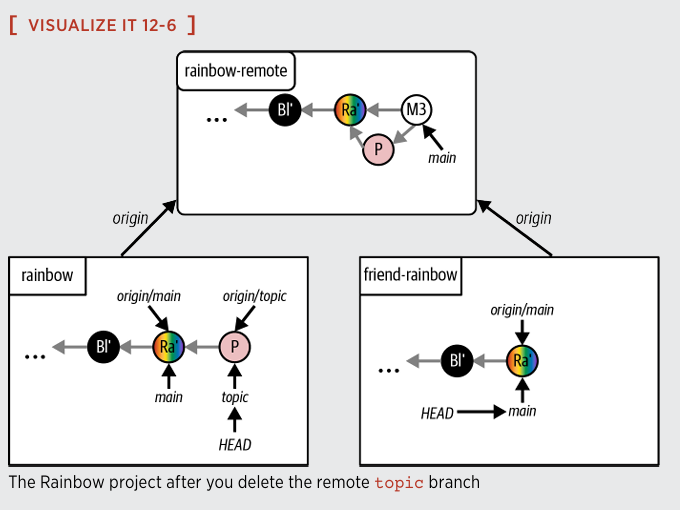 [ VISUALIZE IT 12-6 ]
rainbow-remote
... Bl' Ra' M3
P
main
origin origin
rainbow
origin/main origin/topic
... Bl' Ra' P
main topic
HEAD
friend-rainbow
origin/main
... Bl' Ra'
HEAD main
The Rainbow project after you delete the remote topic branch